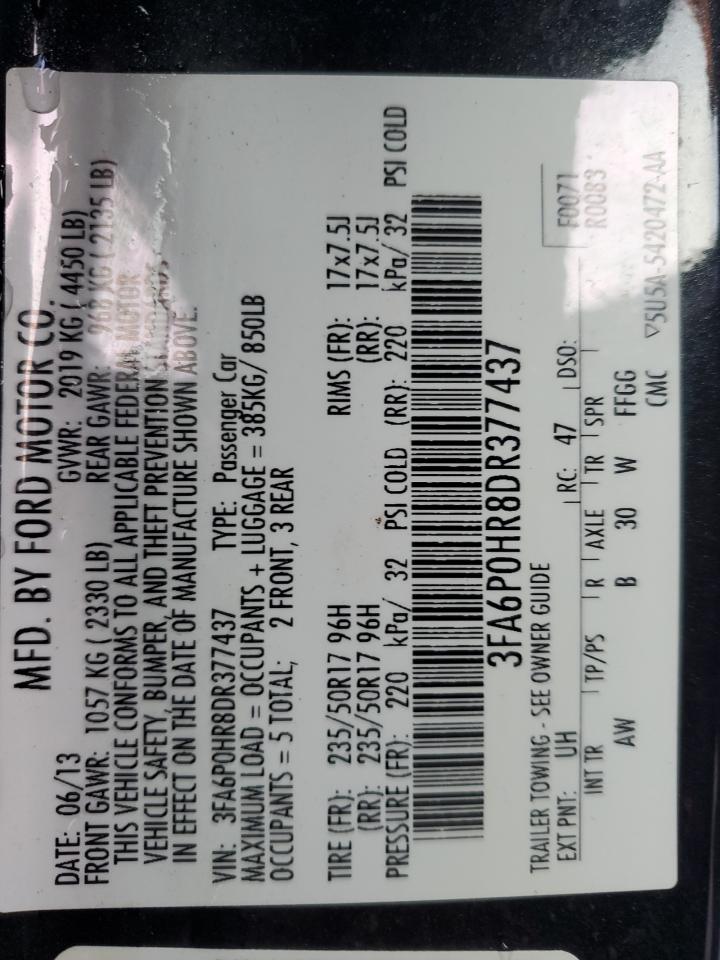 MFD. BY FORD MOTOR CO.
DATE: 06/13 GVWR: 2019 KG ( 4450 LB)
FRONT GAWR: 1057 KG ( 2330 LB) REAR GAWR: 968 KG ( 2135 LB)
THIS VEHICLE CONFORMS TO ALL APPLICABLE FEDERAL MOTOR
VEHICLE SAFETY, BUMPER, AND THEFT PREVENTION STANDARDS
IN EFFECT ON THE DATE OF MANUFACTURE SHOWN ABOVE.
VIN: 3FA6P0HR8DR377437 TYPE: Passenger Car
MAXIMUM LOAD = OCCUPANTS + LUGGAGE = 385KG/ 850LB
OCCUPANTS = 5 TOTAL; 2 FRONT, 3 REAR
TIRE (FR): 235/50R17 96H RIMS (FR): 17x7.5J
(RR): 235/50R17 96H (RR): 17x7.5J
PRESSURE (FR): 220 kPa/ 32 PSI COLD (RR): 220 kPa/ 32 PSI COLD
3FA6P0HR8DR377437
TRAILER TOWING - SEE OWNER GUIDE
F0071
EXT PNT: UH RC: 47 DSO: R0083
INT TR TP/PS R AXLE TR SPR
AW B 30 W FFGG
CMC ▽5U5A-5420472-AA